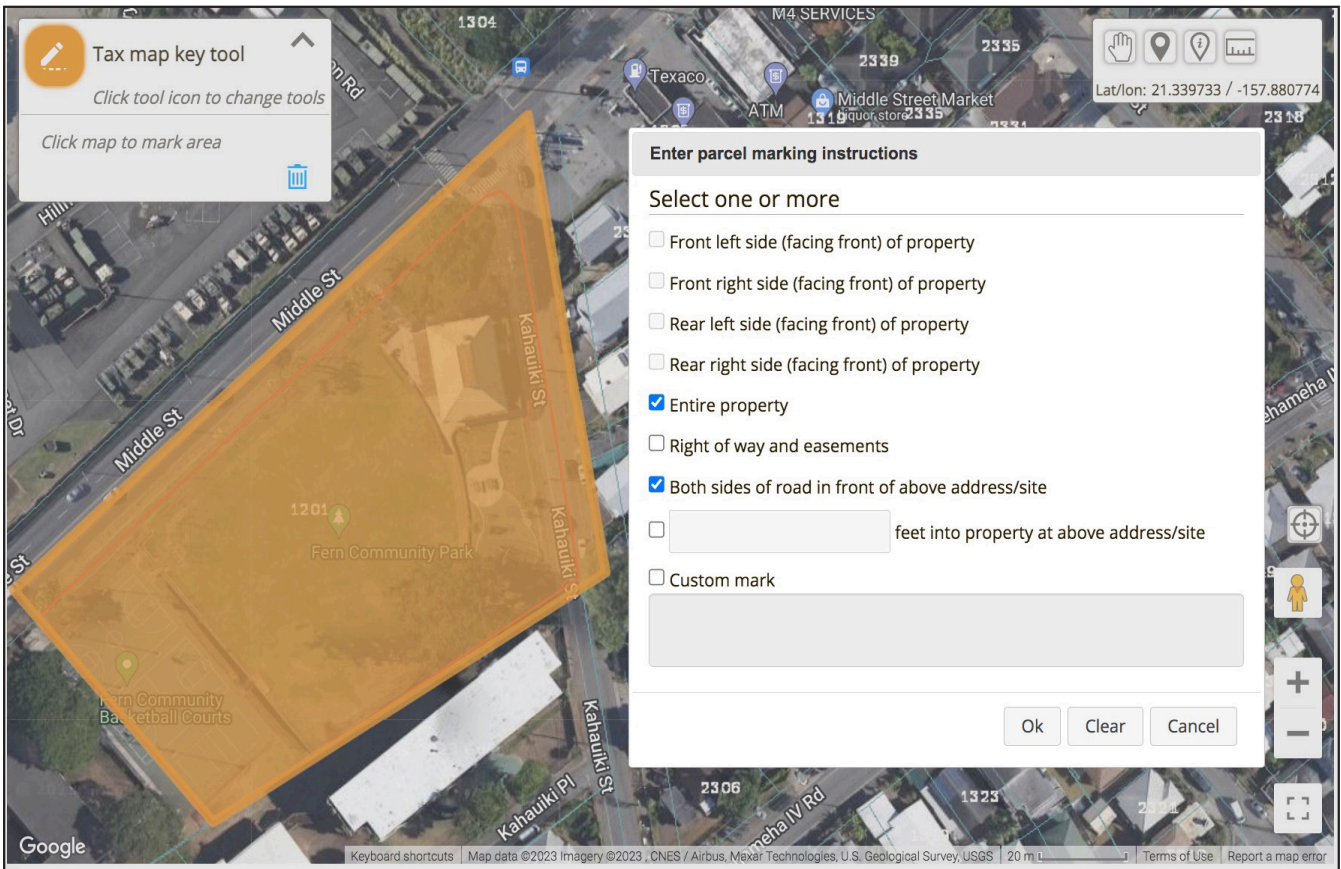 Tax map key tool
Click tool icon to change tools
Click map to mark area
1304
M4 SERVICES
2339
2335
Texaco
ATM
Middle Street Market
liquor store
1319
2335
2331
Lat/lon: 21.339733 / -157.880774
2318
Enter parcel marking instructions
Select one or more
Front left side (facing front) of property
Front right side (facing front) of property
Rear left side (facing front) of property
Rear right side (facing front) of property
Entire property
Right of way and easements
Both sides of road in front of above address/site
feet into property at above address/site
Custom mark
Ok
Clear
Cancel
Middle St
Middle St
Kahauiki St
Kahauiki St
1201
Fern Community Park
Fern Community
Basketball Courts
Kahauiki St
Kahauiki Pl
2306
1323
Google
Keyboard shortcuts
Map data ©2023 Imagery ©2023 , CNES / Airbus, Maxar Technologies, U.S. Geological Survey, USGS
20 m
Terms of Use
Report a map error